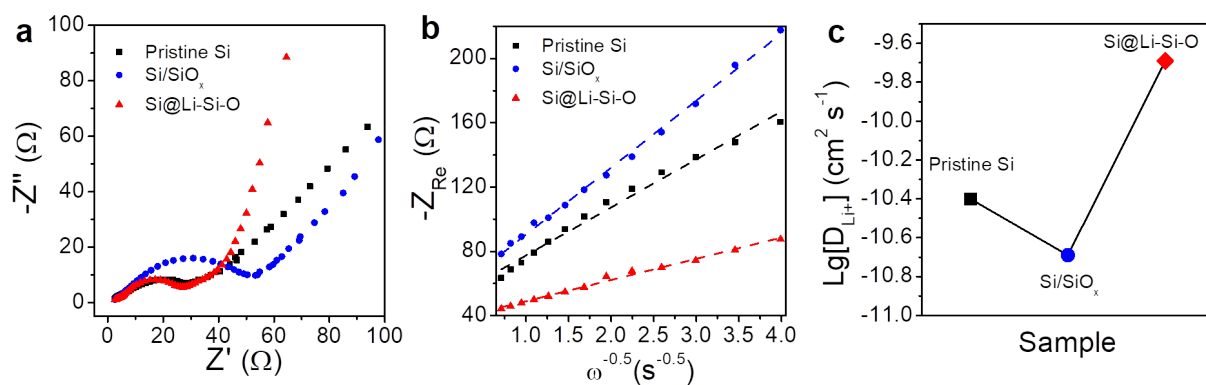 a
-Z'' (Ω)
100
80
60
40
20
0
Pristine Si
Si/SiOₓ
Si@Li-Si-O
0 20 40 60 80 100
Z' (Ω)
b
-Z_Re (Ω)
200
160
120
80
40
Pristine Si
Si/SiOₓ
Si@Li-Si-O
1.0 1.5 2.0 2.5 3.0 3.5 4.0
ω⁻⁰·⁵(s⁻⁰·⁵)
c
Lg[D_Li+] (cm² s⁻¹)
-9.6
-9.8
-10.0
-10.2
-10.4
-10.6
-10.8
-11.0
Si@Li-Si-O
Pristine Si
Si/SiOₓ
Sample